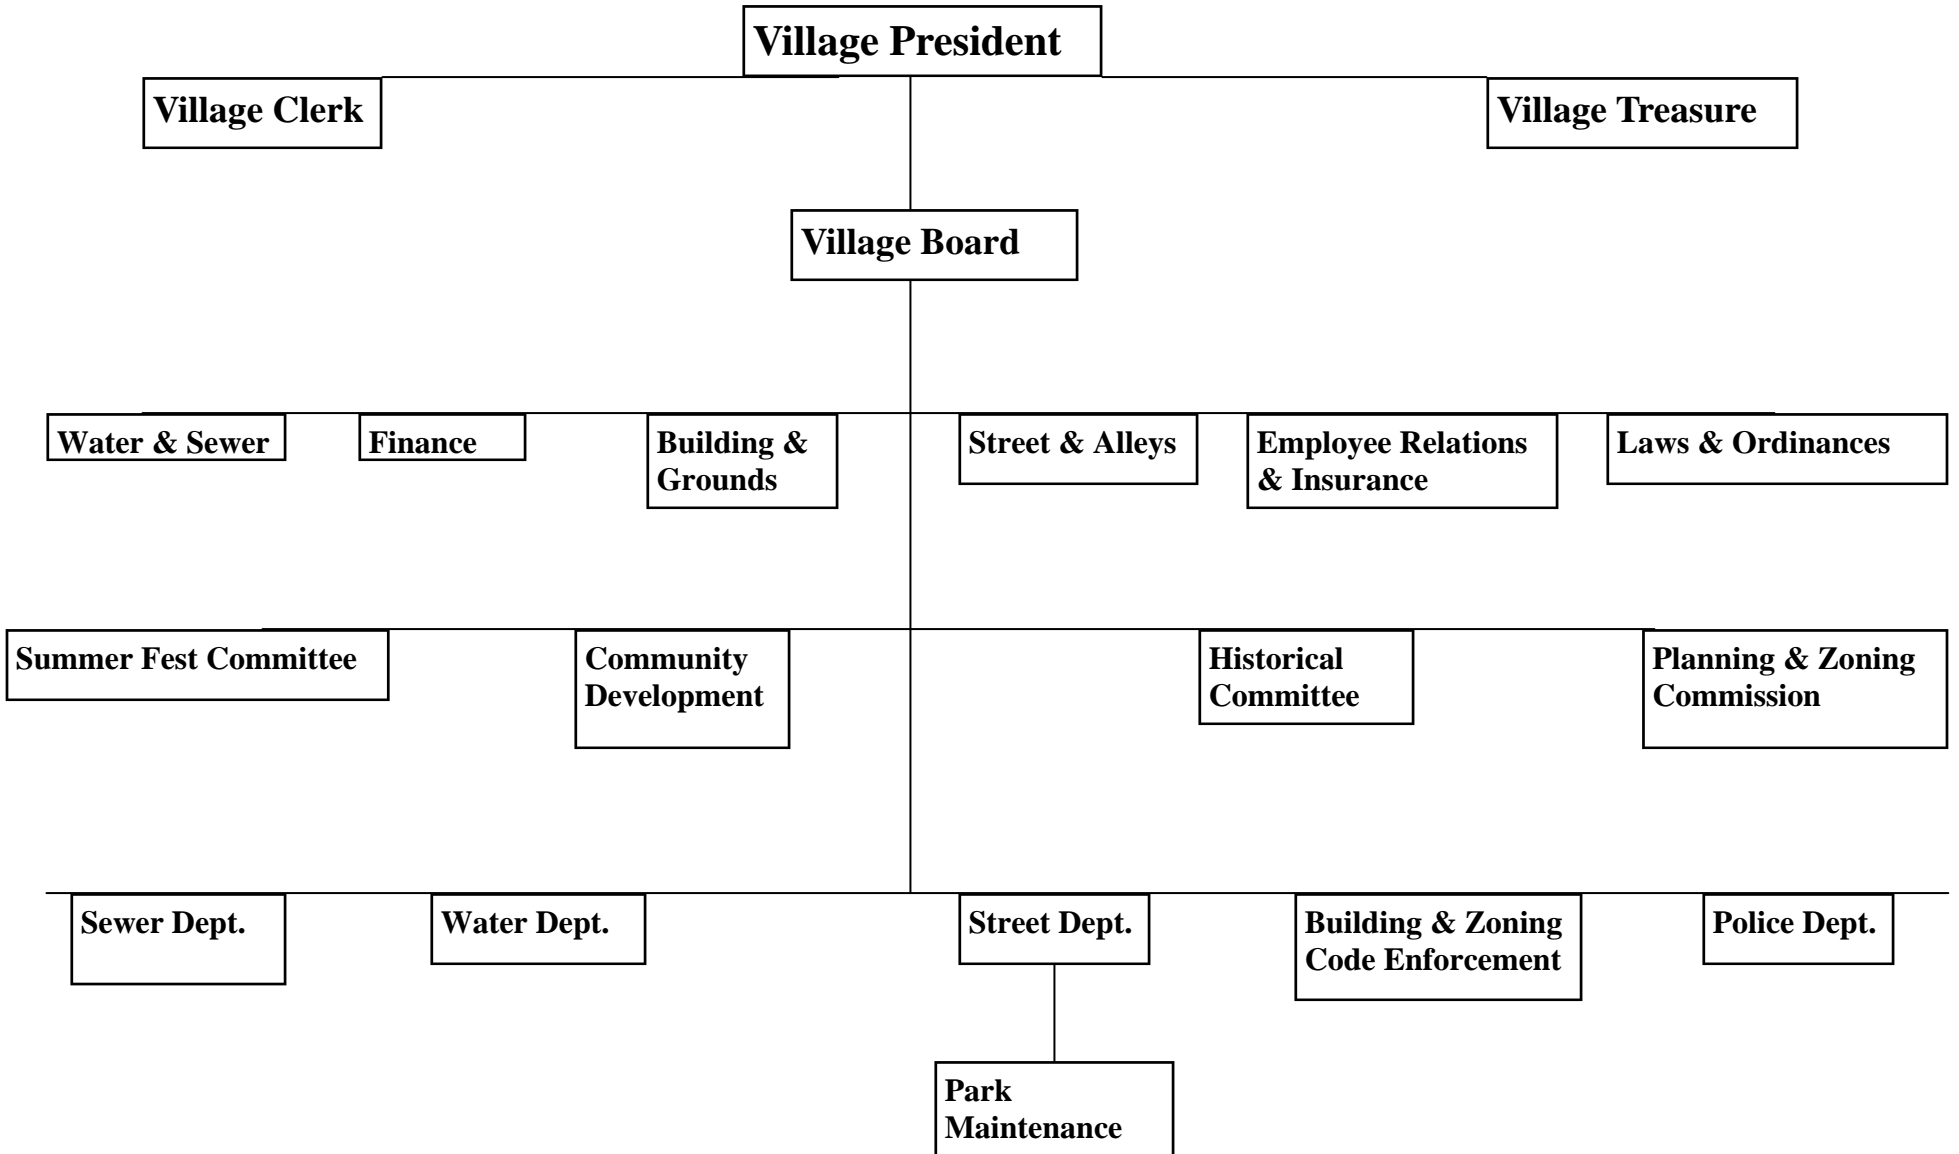 Village President
Village Clerk
Village Treasure
Village Board
Water & Sewer
Finance
Building &
Grounds
Street & Alleys
Employee Relations
& Insurance
Laws & Ordinances
Summer Fest Committee
Community
Development
Historical
Committee
Planning & Zoning
Commission
Sewer Dept.
Water Dept.
Street Dept.
Building & Zoning
Code Enforcement
Police Dept.
Park
Maintenance